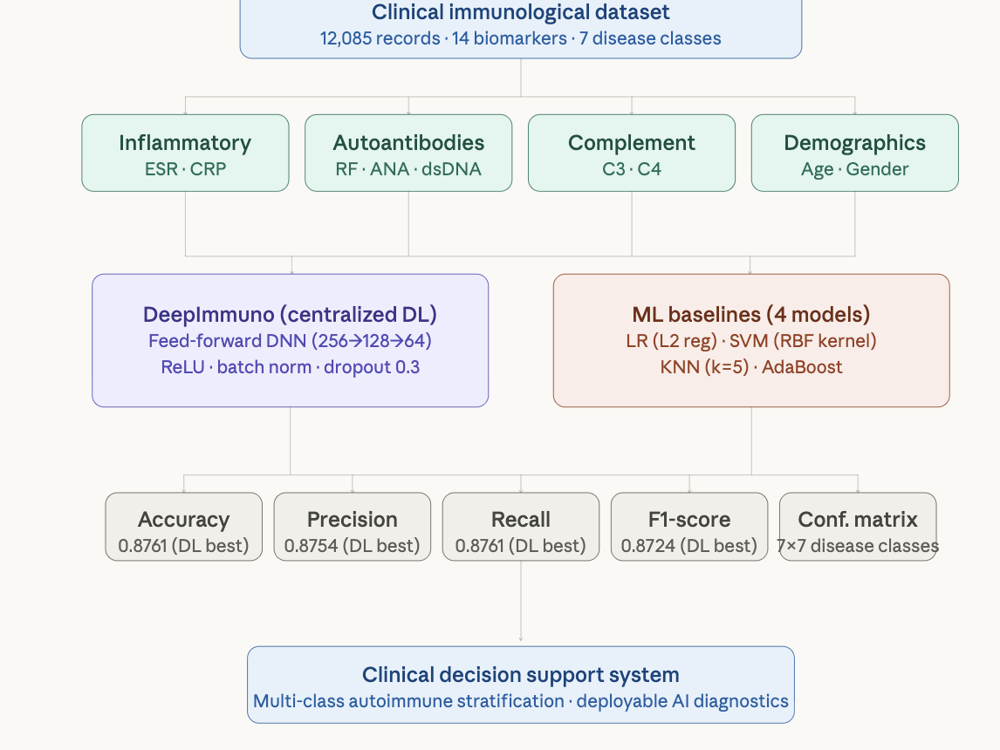 Clinical immunological dataset
12,085 records · 14 biomarkers · 7 disease classes
Inflammatory
ESR · CRP
Autoantibodies
RF · ANA · dsDNA
Complement
C3 · C4
Demographics
Age · Gender
DeepImmuno (centralized DL)
Feed-forward DNN (256→128→64)
ReLU · batch norm · dropout 0.3
ML baselines (4 models)
LR (L2 reg) · SVM (RBF kernel)
KNN (k=5) · AdaBoost
Accuracy
0.8761 (DL best)
Precision
0.8754 (DL best)
Recall
0.8761 (DL best)
F1-score
0.8724 (DL best)
Conf. matrix
7×7 disease classes
Clinical decision support system
Multi-class autoimmune stratification · deployable AI diagnostics